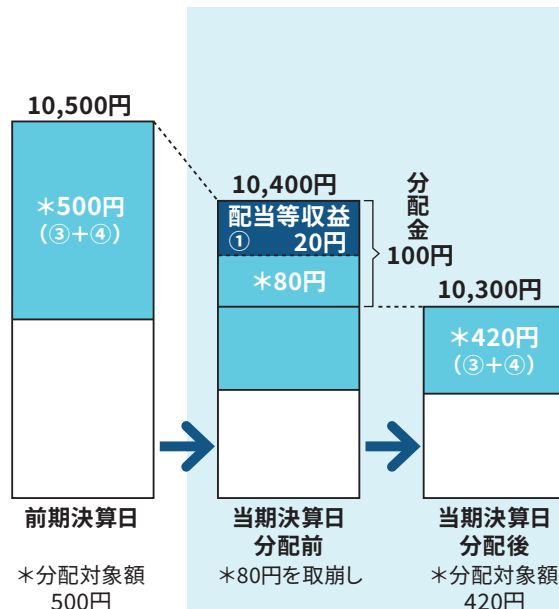 10,500円
＊500円
（③＋④）
前期決算日
＊分配対象額
500円
10,400円
配当等収益
① 20円
＊80円
分配金
100円
当期決算日
分配前
＊80円を取崩し
10,300円
＊420円
（③＋④）
当期決算日
分配後
＊分配対象額
420円